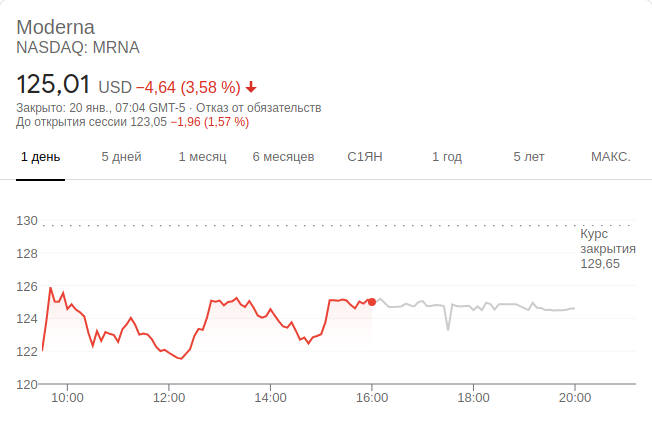 Moderna
NASDAQ: MRNA
125,01 USD −4,64 (3,58 %)
Закрыто: 20 янв., 07:04 GMT-5 · Отказ от обязательств
До открытия сессии 123,05 −1,96 (1,57 %)
1 день 5 дней 1 месяц 6 месяцев С1ЯН 1 год 5 лет МАКС.
130
Курс
закрытия
129,65
128
126
124
122
120
10:00 12:00 14:00 16:00 18:00 20:00